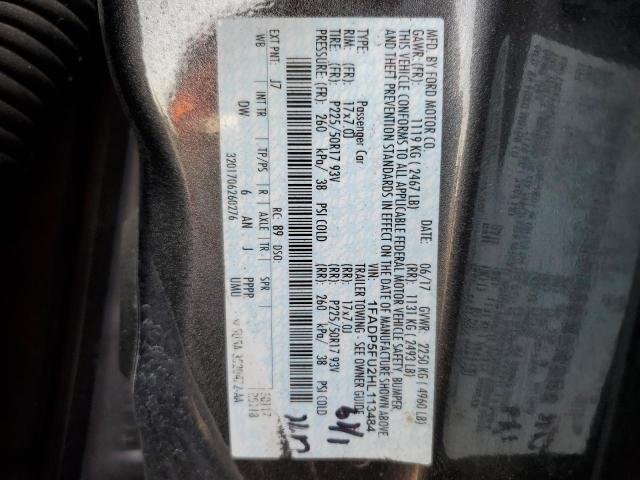 MFD. BY FORD MOTOR CO.
06/17 GVWR: 2250 KG ( 4960 LB)
GAWR: (FR): 1119 KG ( 2467 LB) (RR): 1131 KG ( 2493 LB)
THIS VEHICLE CONFORMS TO ALL APPLICABLE FEDERAL MOTOR VEHICLE SAFETY, BUMPER
AND THEFT PREVENTION STANDARDS IN EFFECT ON THE DATE OF MANUFACTURE SHOWN ABOVE
VIN: 1FADP5FU2HL113484
TYPE: Passenger Car TRAILER TOWING - SEE OWNER GUIDE
RIM: (FR): 17x7.0J (RR): 17x7.0J
TIRE: (FR): P225/50R17 93V (RR): P225/50R17 93V
PRESSURE (FR): 260 kPa/ 38 PSI COLD (RR): 260 kPa/ 38 PSI COLD
EXT PNT: J7 RC: 89 DSO:
WB INT TR TP/PS R AXLE TR SPR PPPP
DW 6 AN J UMU
3201706260276